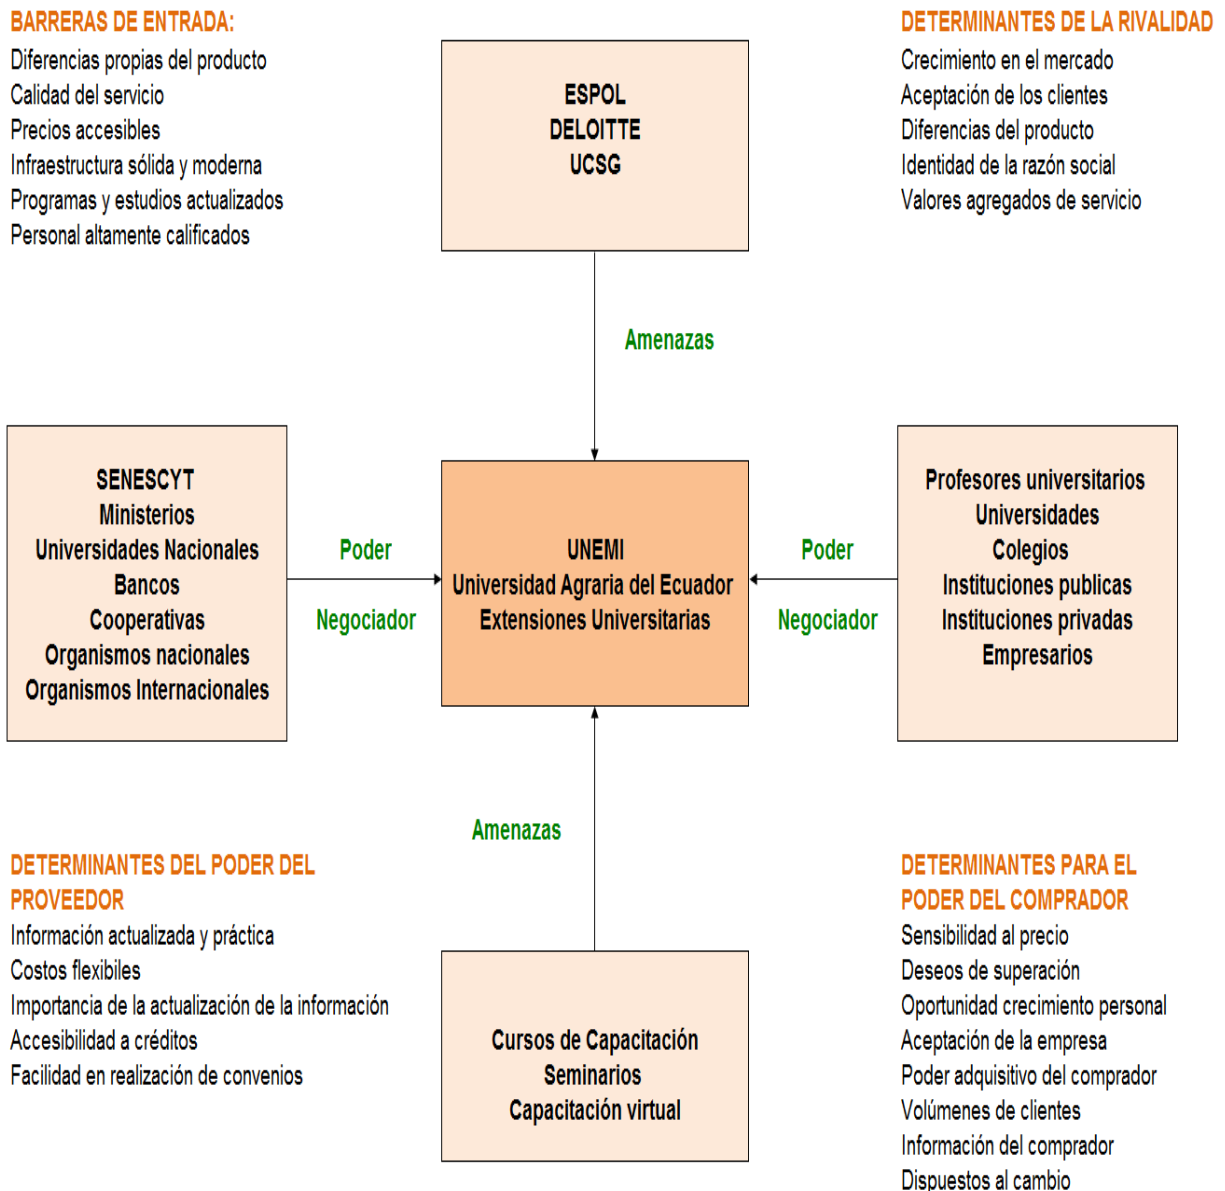 BARRERAS DE ENTRADA:
Diferencias propias del producto
Calidad del servicio
Precios accesibles
Infraestructura sólida y moderna
Programas y estudios actualizados
Personal altamente calificados
ESPOL
DELOITTE
UCSG
DETERMINANTES DE LA RIVALIDAD
Crecimiento en el mercado
Aceptación de los clientes
Diferencias del producto
Identidad de la razón social
Valores agregados de servicio
Amenazas
SENESCYT
Ministerios
Universidades Nacionales
Bancos
Cooperativas
Organismos nacionales
Organismos Internacionales
Poder
Negociador
UNEMI
Universidad Agraria del Ecuador
Extensiones Universitarias
Poder
Negociador
Profesores universitarios
Universidades
Colegios
Instituciones publicas
Instituciones privadas
Empresarios
Amenazas
DETERMINANTES DEL PODER DEL
PROVEEDOR
Información actualizada y práctica
Costos flexibiles
Importancia de la actualización de la información
Accesibilidad a créditos
Facilidad en realización de convenios
Cursos de Capacitación
Seminarios
Capacitación virtual
DETERMINANTES PARA EL
PODER DEL COMPRADOR
Sensibilidad al precio
Deseos de superación
Oportunidad crecimiento personal
Aceptación de la empresa
Poder adquisitivo del comprador
Volúmenes de clientes
Información del comprador
Dispuestos al cambio